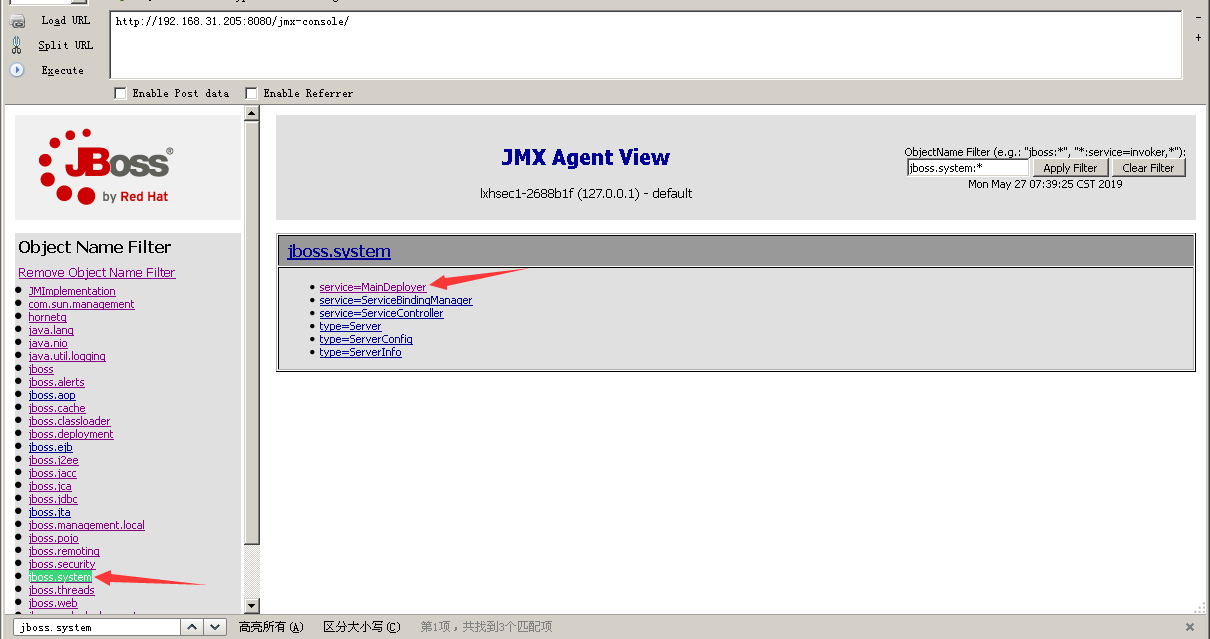 Load URL
http://192.168.31.205:8080/jmx-console/
Split URL
Execute
Enable Post data
Enable Referrer
JBoss®
by Red Hat
JMX Agent View
lxhsec1-2688b1f (127.0.0.1) - default
ObjectName Filter (e.g.: "jboss:*", "*:service=invoker,*"):
jboss.system:*
Apply Filter
Clear Filter
Mon May 27 07:39:25 CST 2019
Object Name Filter
Remove Object Name Filter
JMImplementation
com.sun.management
hornetq
java.lang
java.nio
java.util.logging
jboss
jboss.alerts
jboss.aop
jboss.cache
jboss.classloader
jboss.deployment
jboss.ejb
jboss.j2ee
jboss.jacc
jboss.jca
jboss.jdbc
jboss.jta
jboss.management.local
jboss.pojo
jboss.remoting
jboss.security
jboss.system
jboss.threads
jboss.web
jboss.system
service=MainDeployer
service=ServiceBindingManager
service=ServiceController
type=Server
type=ServerConfig
type=ServerInfo
jboss.system
高亮所有(A)
区分大小写(C)
第1项，共找到3个匹配项